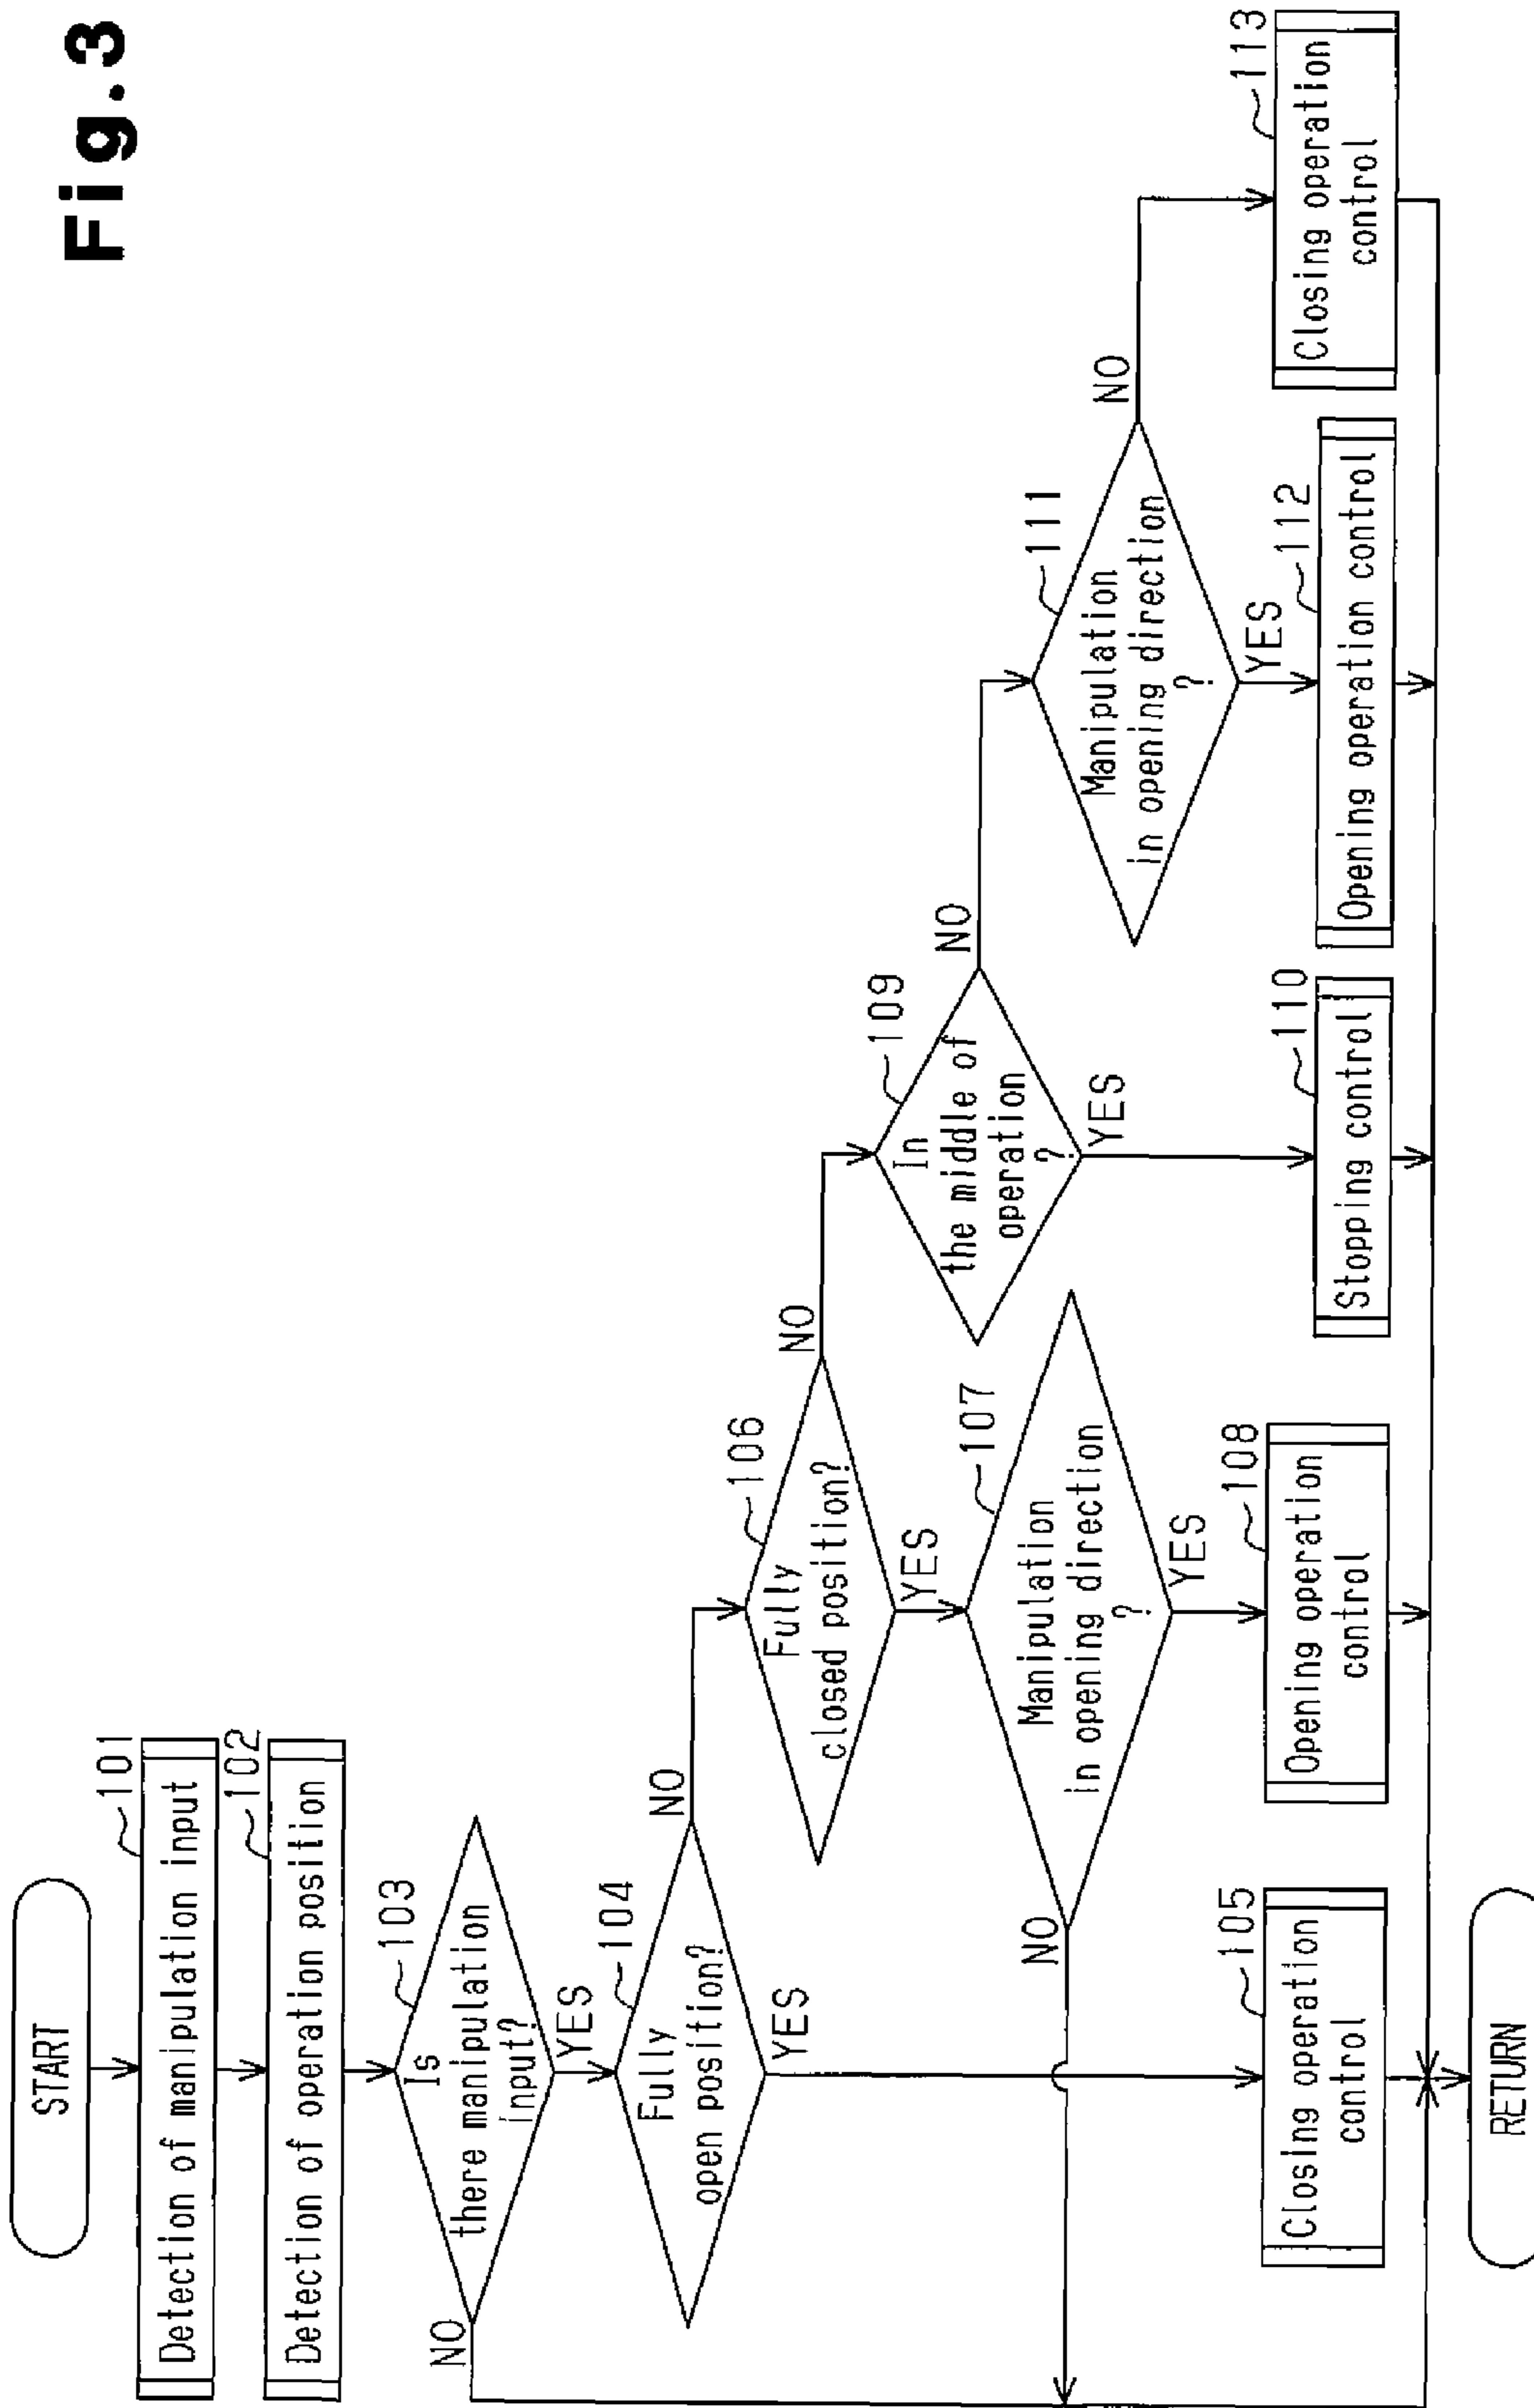 Fig.3
START
101
Detection of manipulation input
102
Detection of operation position
103
Is
there manipulation
input?
NO
YES
104
Fully
open position?
NO
YES
106
Fully
closed position?
NO
YES
107
Manipulation
in opening direction
?
NO
YES
109
In
the middle of
operation
?
NO
YES
111
Manipulation
in opening direction
?
NO
YES
105
Closing operation
control
108
Opening operation
control
110
Stopping control
112
Opening operation control
113
Closing operation
control
RETURN